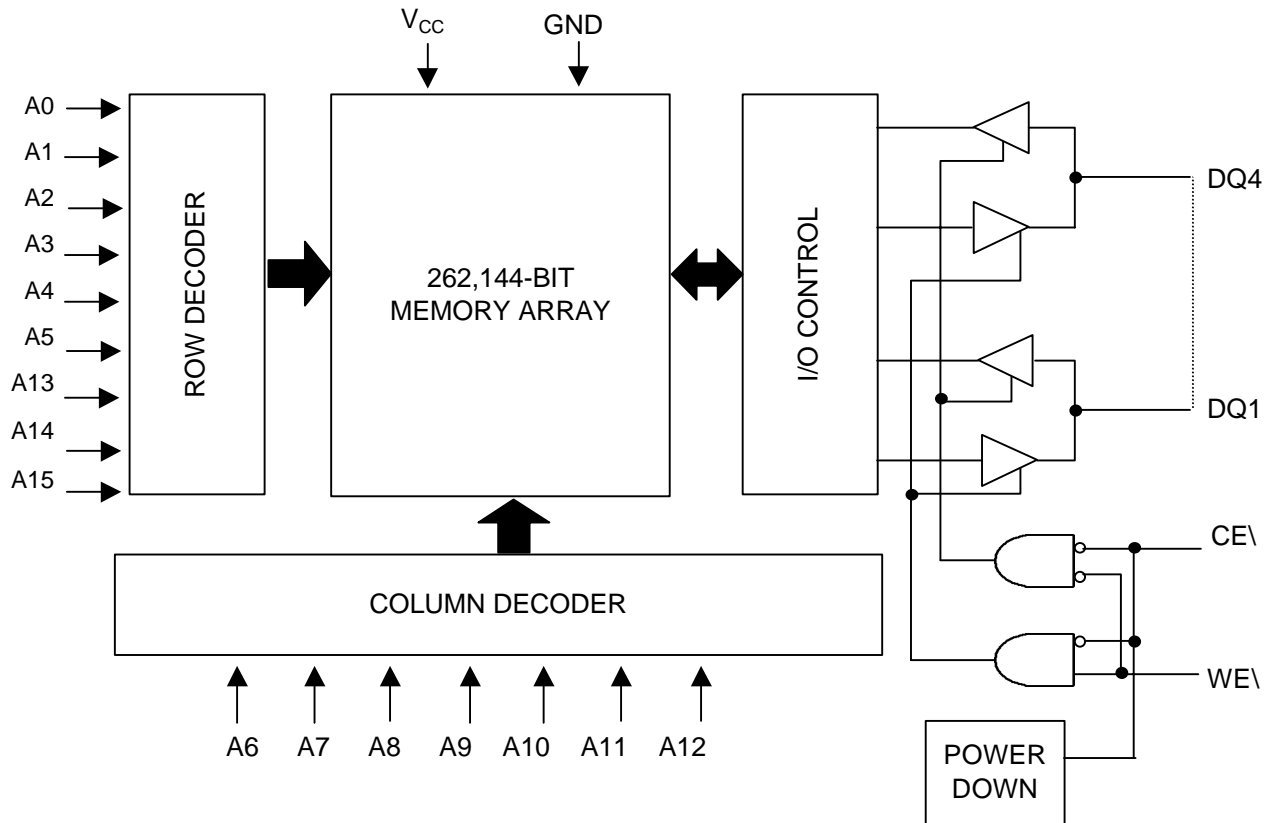 V_CC
GND
A0
A1
A2
A3
A4
A5
A13
A14
A15
ROW DECODER
262,144-BIT
MEMORY ARRAY
I/O CONTROL
DQ4
DQ1
CE\
WE\
COLUMN DECODER
A6
A7
A8
A9
A10
A11
A12
POWER
DOWN